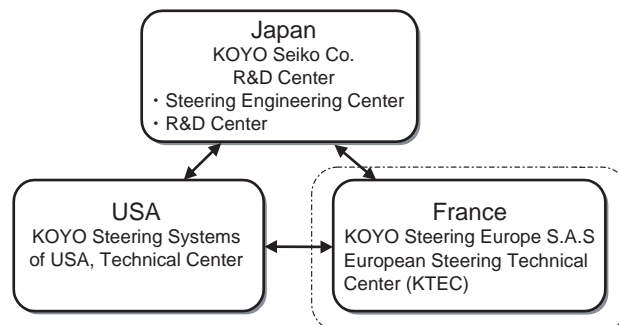 Japan
KOYO Seiko Co.
R&D Center
・Steering Engineering Center
・R&D Center
USA
KOYO Steering Systems
of USA, Technical Center
France
KOYO Steering Europe S.A.S
European Steering Technical
Center (KTEC)